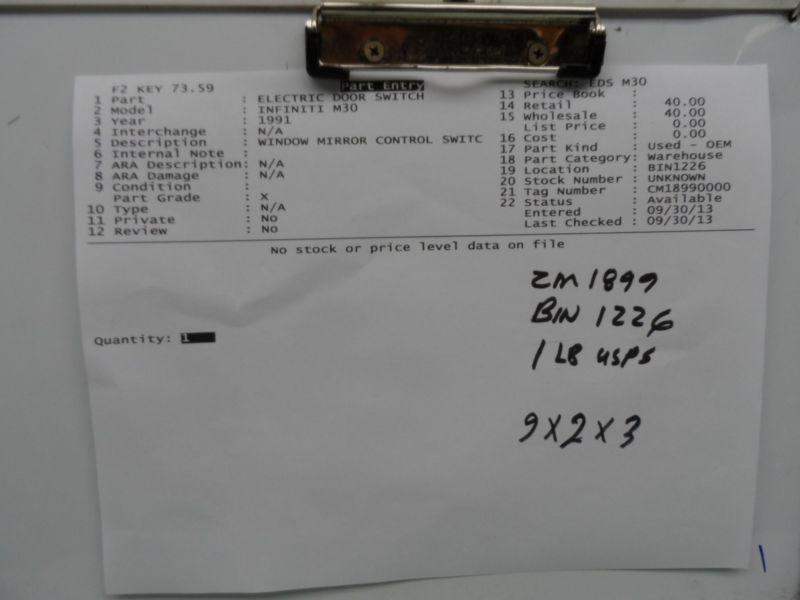 F2 KEY 73.59 Part Entry SEARCH: EDS M30
1 Part : ELECTRIC DOOR SWITCH
2 Model : INFINITI M30
3 Year : 1991
4 Interchange : N/A
5 Description : WINDOW MIRROR CONTROL SWITC
6 Internal Note :
7 ARA Description: N/A
8 ARA Damage : N/A
9 Condition :
Part Grade : X
10 Type : N/A
11 Private : No
12 Review : No
13 Price Book :
14 Retail : 40.00
15 Wholesale : 40.00
List Price : 0.00
16 Cost : 0.00
17 Part Kind : Used - OEM
18 Part Category: Warehouse
19 Location : BIN1226
20 Stock Number : UNKNOWN
21 Tag Number : CM18990000
22 Status : Available
Entered : 09/30/13
Last Checked : 09/30/13
No stock or price level data on file
Quantity: 1
CM1899
BIN 1226
1 LB USPS
9X2X3
1